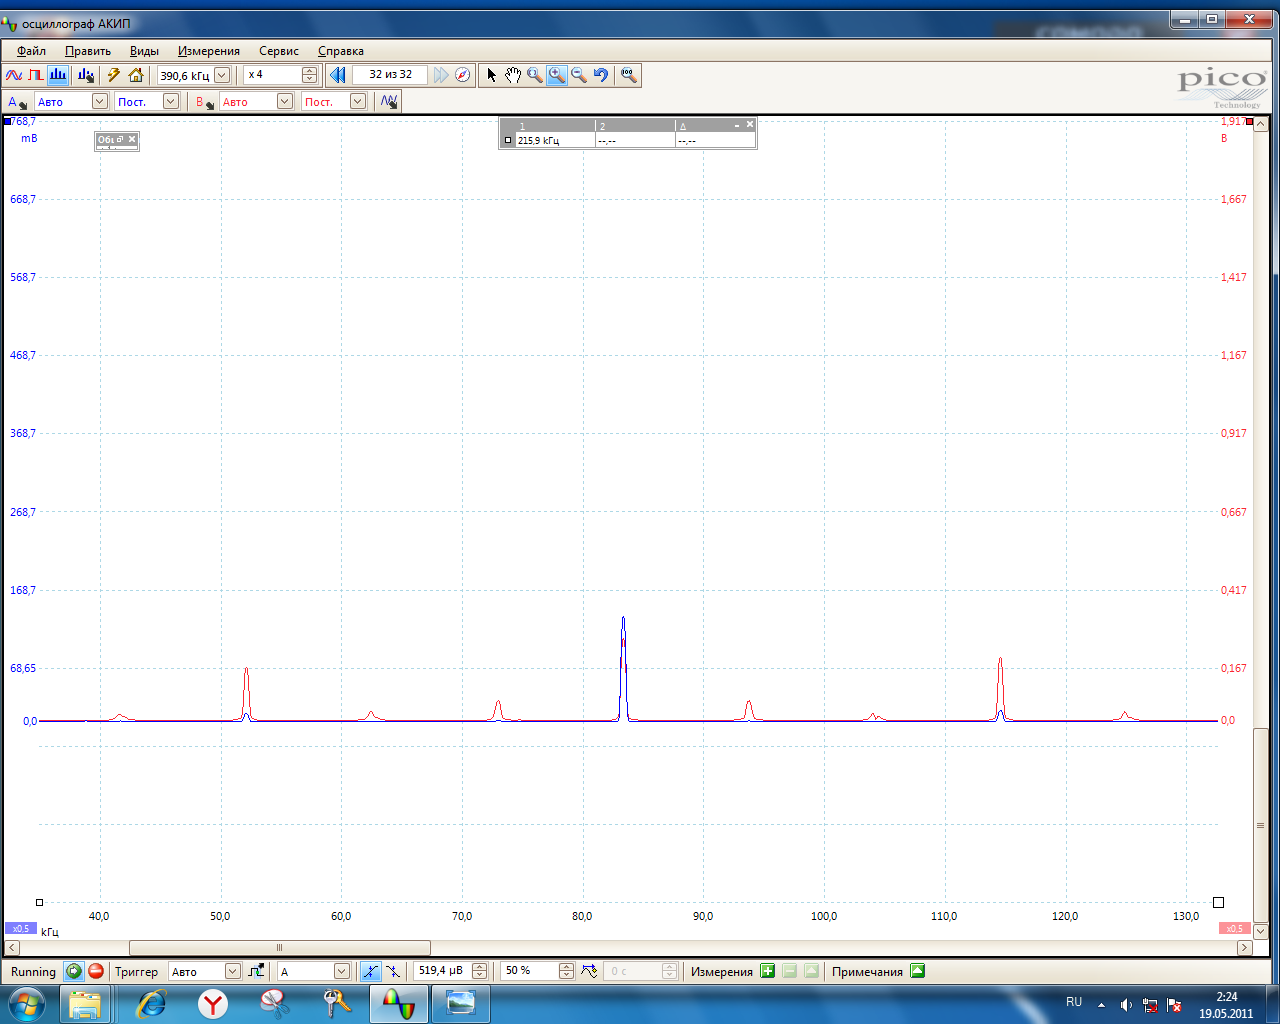 осциллограф АКИП
Файл Править Виды Измерения Сервис Справка
390,6 кГц x 4 32 из 32
pico
Technology
A Авто Пост. B Авто Пост.
768,7 1 2 Δ 1,917
мВ 215,9 кГц --,-- --,-- В
668,7 1,667
568,7 1,417
468,7 1,167
368,7 0,917
268,7 0,667
168,7 0,417
68,65 0,167
0,0 0,0
40,0 50,0 60,0 70,0 80,0 90,0 100,0 110,0 120,0 130,0
x0.5 кГц x0.5
Running Триггер Авто A 519,4 µВ 50 % 0 с Измерения Примечания
RU 2:24
19.05.2011